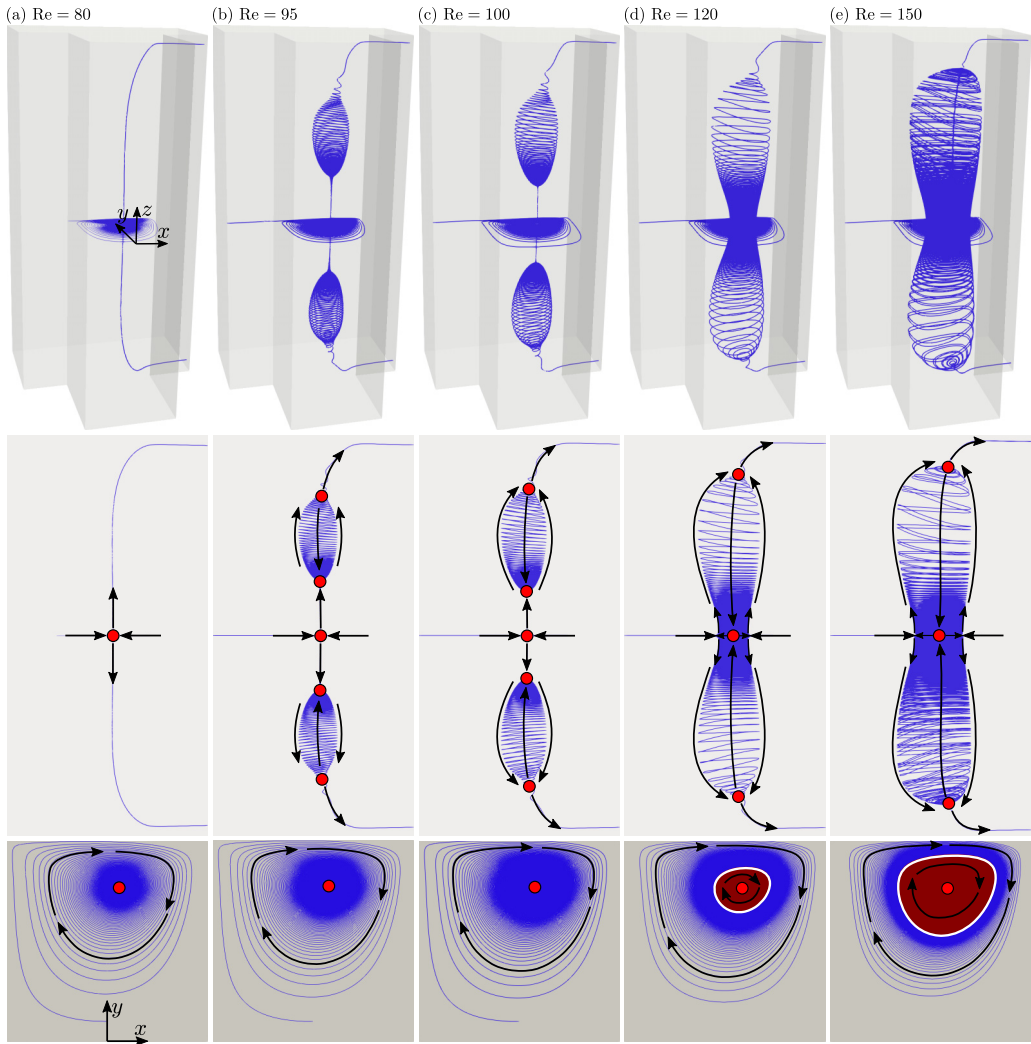 (a) Re = 80
(b) Re = 95
(c) Re = 100
(d) Re = 120
(e) Re = 150
y
z
x
y
x